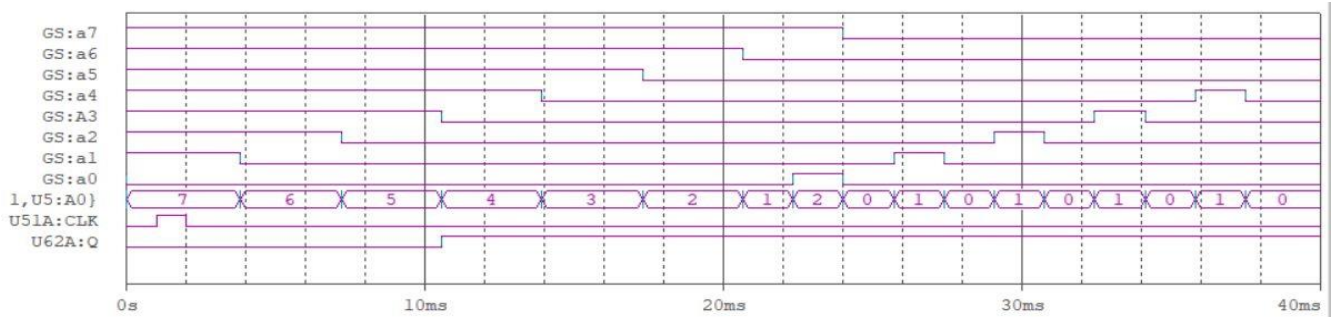 GS:a7
GS:a6
GS:a5
GS:a4
GS:A3
GS:a2
GS:a1
GS:a0
1,U5:A0} 7 6 5 4 3 2 1 2 0 1 0 1 0 1 0 1 0
U51A:CLK
U62A:Q
0s 10ms 20ms 30ms 40ms